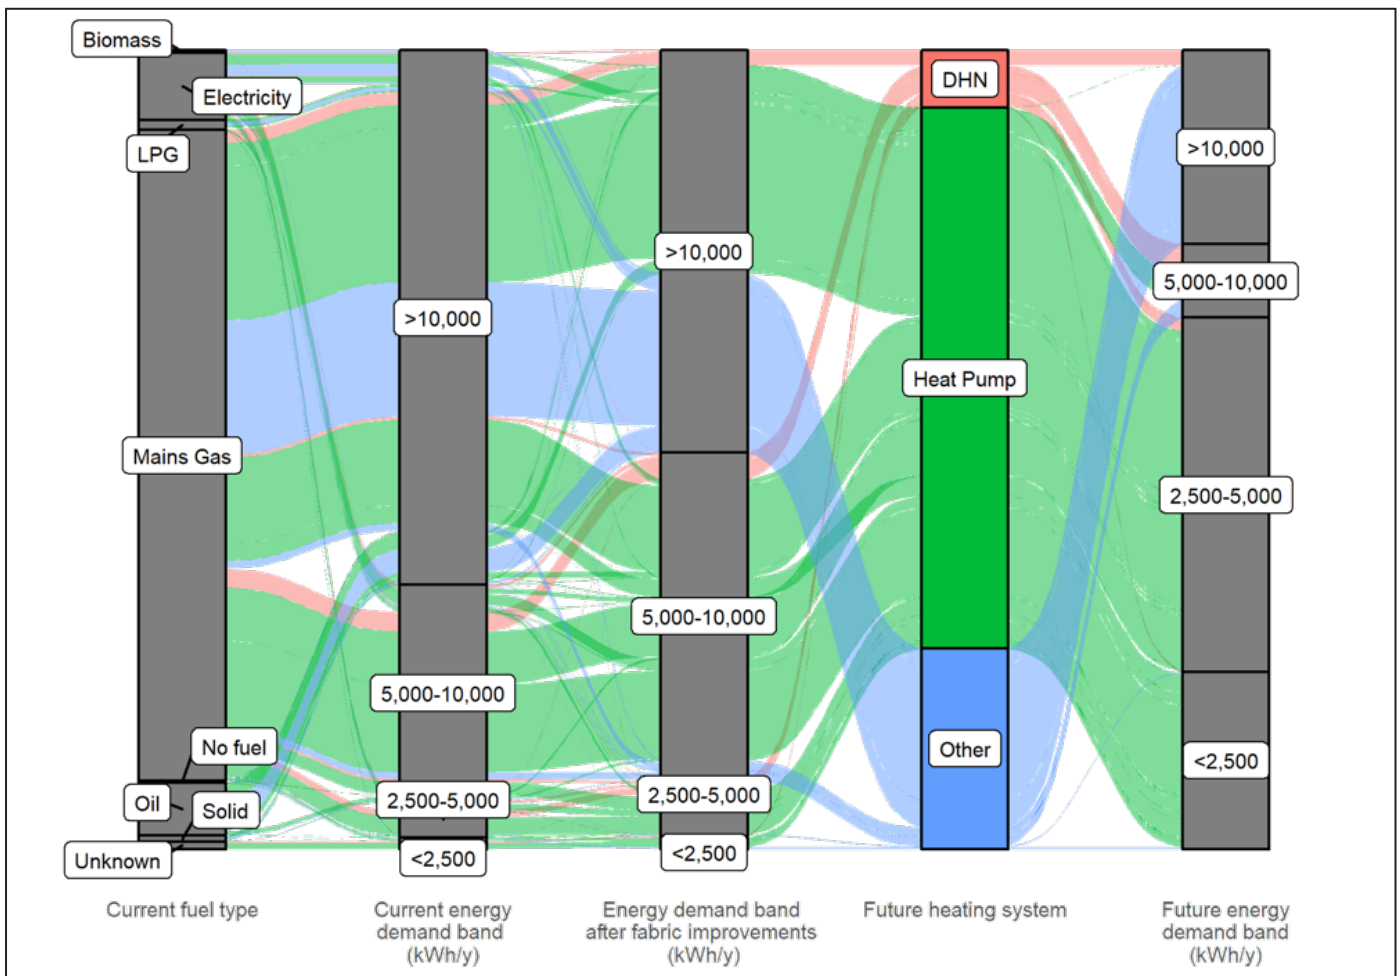 Biomass
Electricity
LPG
Mains Gas
No fuel
Oil
Solid
Unknown
>10,000
5,000-10,000
2,500-5,000
<2,500
>10,000
5,000-10,000
2,500-5,000
<2,500
DHN
Heat Pump
Other
>10,000
5,000-10,000
2,500-5,000
<2,500
Current fuel type
Current energy
demand band
(kWh/y)
Energy demand band
after fabric improvements
(kWh/y)
Future heating system
Future energy
demand band
(kWh/y)